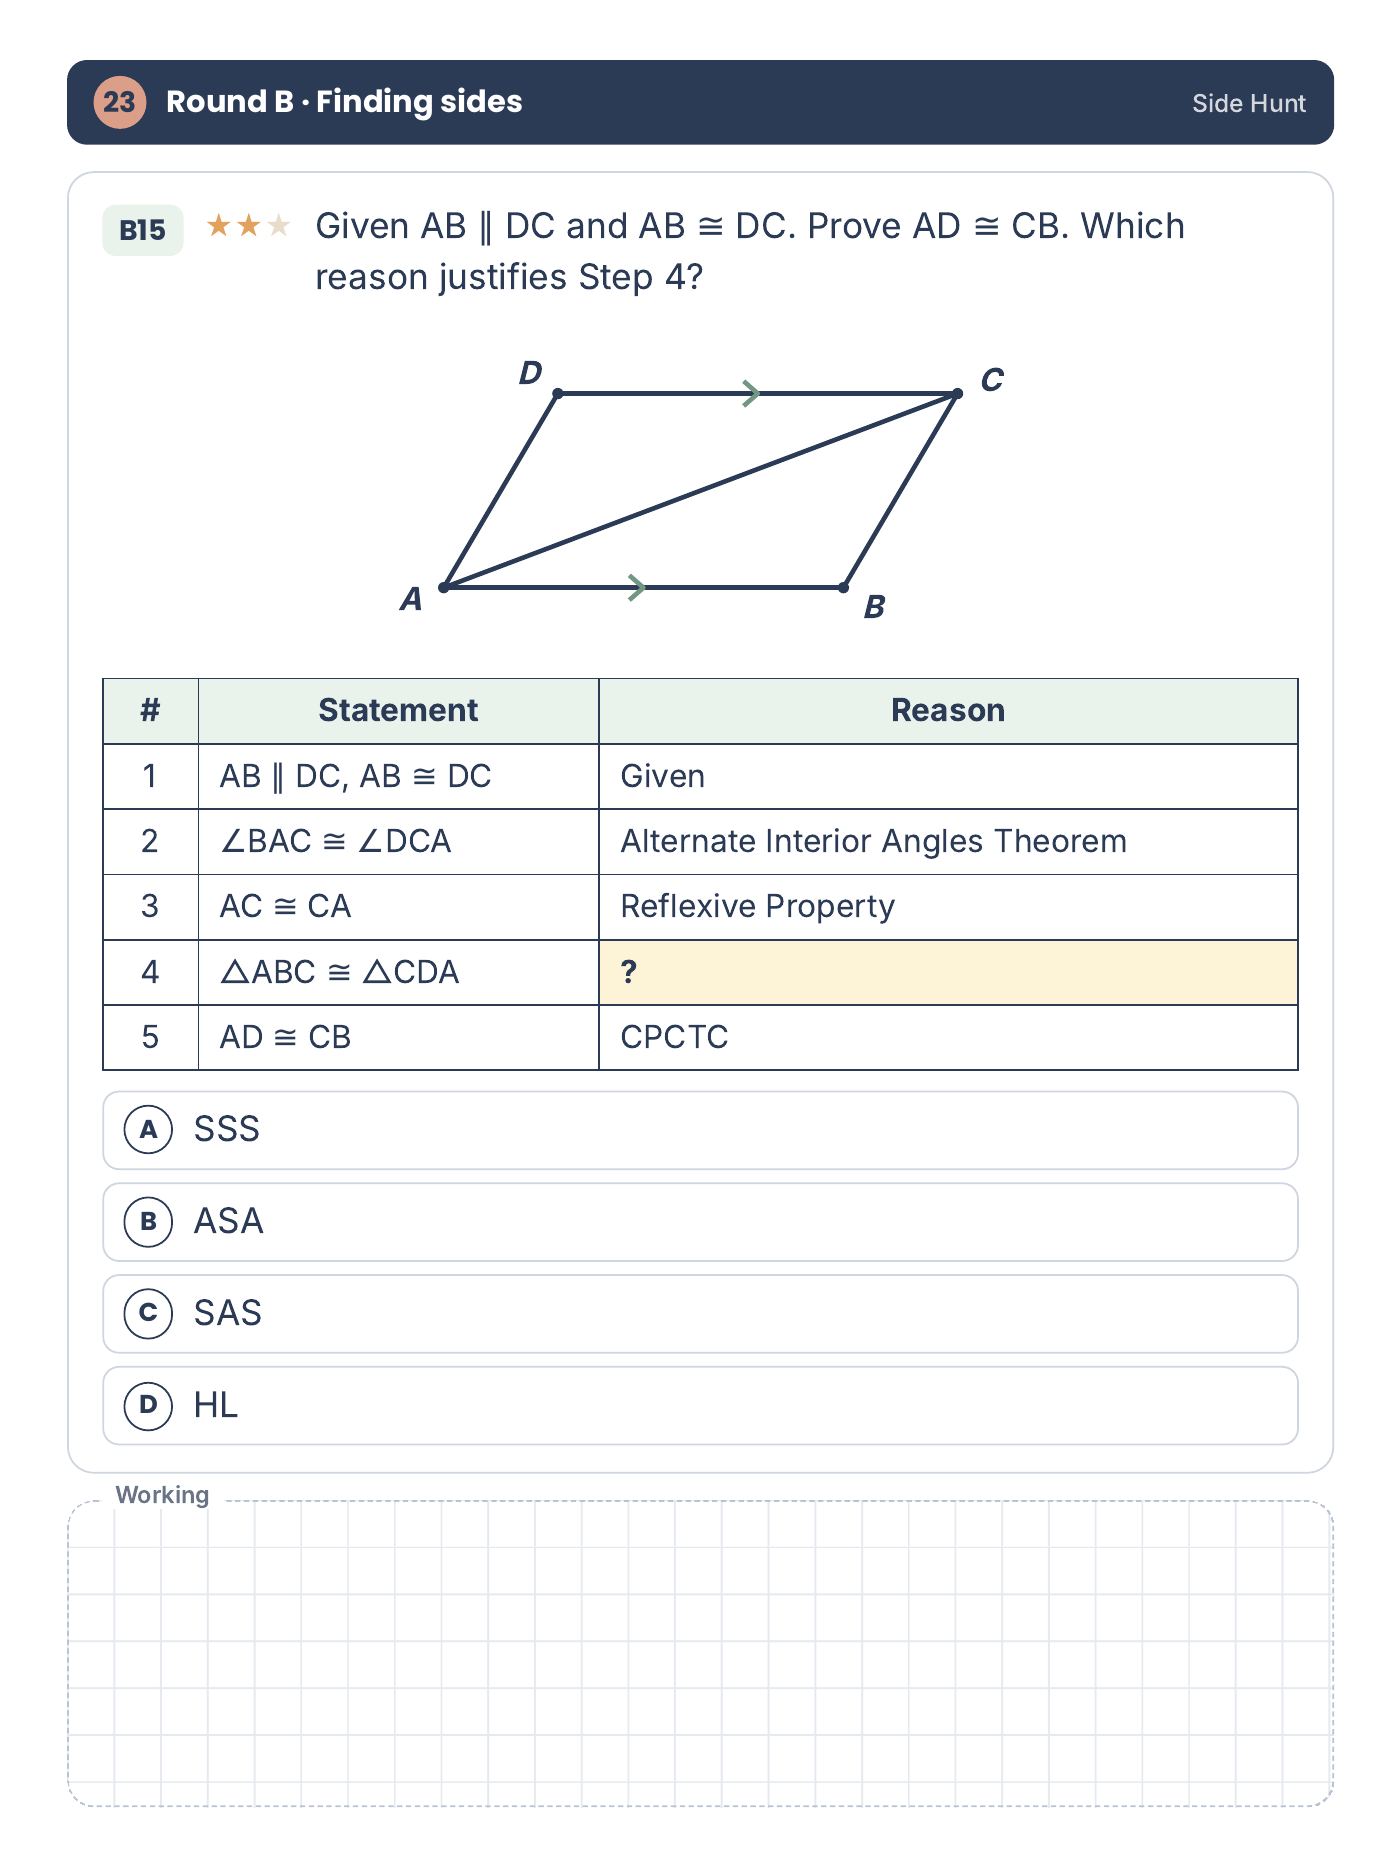 23 Round B · Finding sides Side Hunt
B15 ★★★ Given AB ∥ DC and AB ≅ DC. Prove AD ≅ CB. Which
reason justifies Step 4?
D
C
A
B
# Statement Reason
1 AB ∥ DC, AB ≅ DC Given
2 ∠BAC ≅ ∠DCA Alternate Interior Angles Theorem
3 AC ≅ CA Reflexive Property
4 △ABC ≅ △CDA ?
5 AD ≅ CB CPCTC
A SSS
B ASA
C SAS
D HL
Working